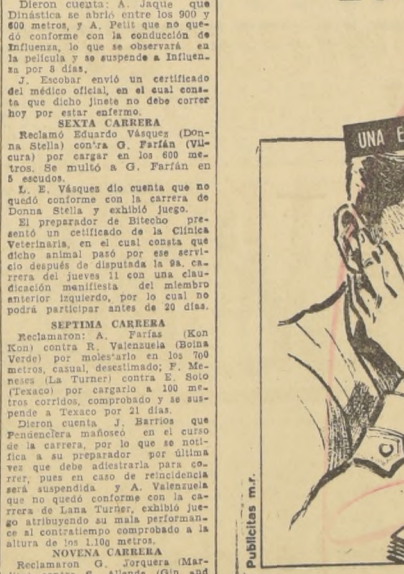 Dieron cuenta: A. Jaque que
Dinástica se abrió entre los 900 y
800 metros, y A. Petit que no que-
dó conforme con la conducción de
Influenza, lo que se observará en
la película y se suspende a Influen-
za por 8 días.
J. Escobar envió un certificado
del médico oficial, en el cual cons-
ta que dicho jinete no debe correr
hoy por estar enfermo.
SEXTA CARRERA
Reclamó Eduardo Vásques (Don-
na Stella) contra G. Farfán (Vil-
cura) por cargar en los 600 me-
tros. Se multó a G. Farfán en
5 escudos.
L. E. Vásques dio cuenta que no
quedó conforme con la carrera de
Donna Stella y exhibió juego.
El preparador de Bitecho pre-
sentó un cetificado de la Clínica
Veterinaria, en el cual consta que
dicho animal pasó por ese servi-
cio después de disputada la 9a. ca-
rrera del jueves 11 con una clau-
dicación manifiesta del miembro
anterior izquierdo, por lo cual no
podrá participar antes de 20 días.
SEPTIMA CARRERA
Reclamaron: A. Farías (Kon
Kon) contra R. Valenzuela (Boina
Verde) por molestarlo en los 700
metros, casual, desestimado; F. Me-
neses (La Turner) contra E. Soto
(Texaco) por cargarlo a 100 me-
tros corridos, comprobado y se sus-
pende a Texaco por 21 días.
Dieron cuenta J. Barrios que
Pendenclera mañoseó en el curso
de la carrera, por lo que se noti-
fica a su preparador por última
vez que debe adiestrarla para co-
rrer, pues en caso de reincidencia
será suspendida y A. Valenzuela
que no quedó conforme con la ca-
rrera de Lana Turner, exhibió jue-
go atribuyendo su mala performan-
ce al contratiempo comprobado a la
altura de los 1.100 metros.
NOVENA CARRERA
Reclamaron G. Jorquera (Mar-
UNA E
Publicitas m.r.